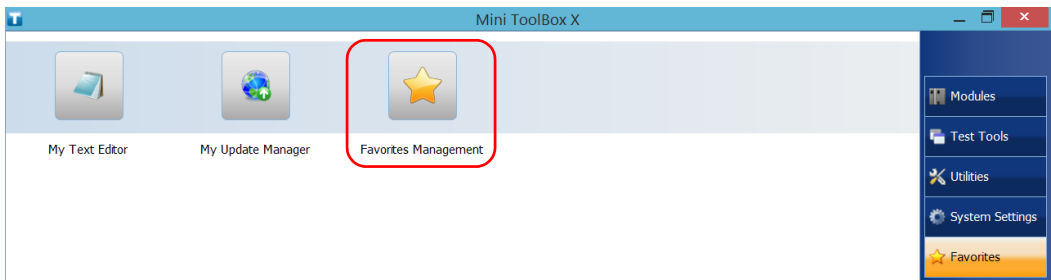 T
Mini ToolBox X
My Text Editor
My Update Manager
Favorites Management
Modules
Test Tools
Utilities
System Settings
Favorites